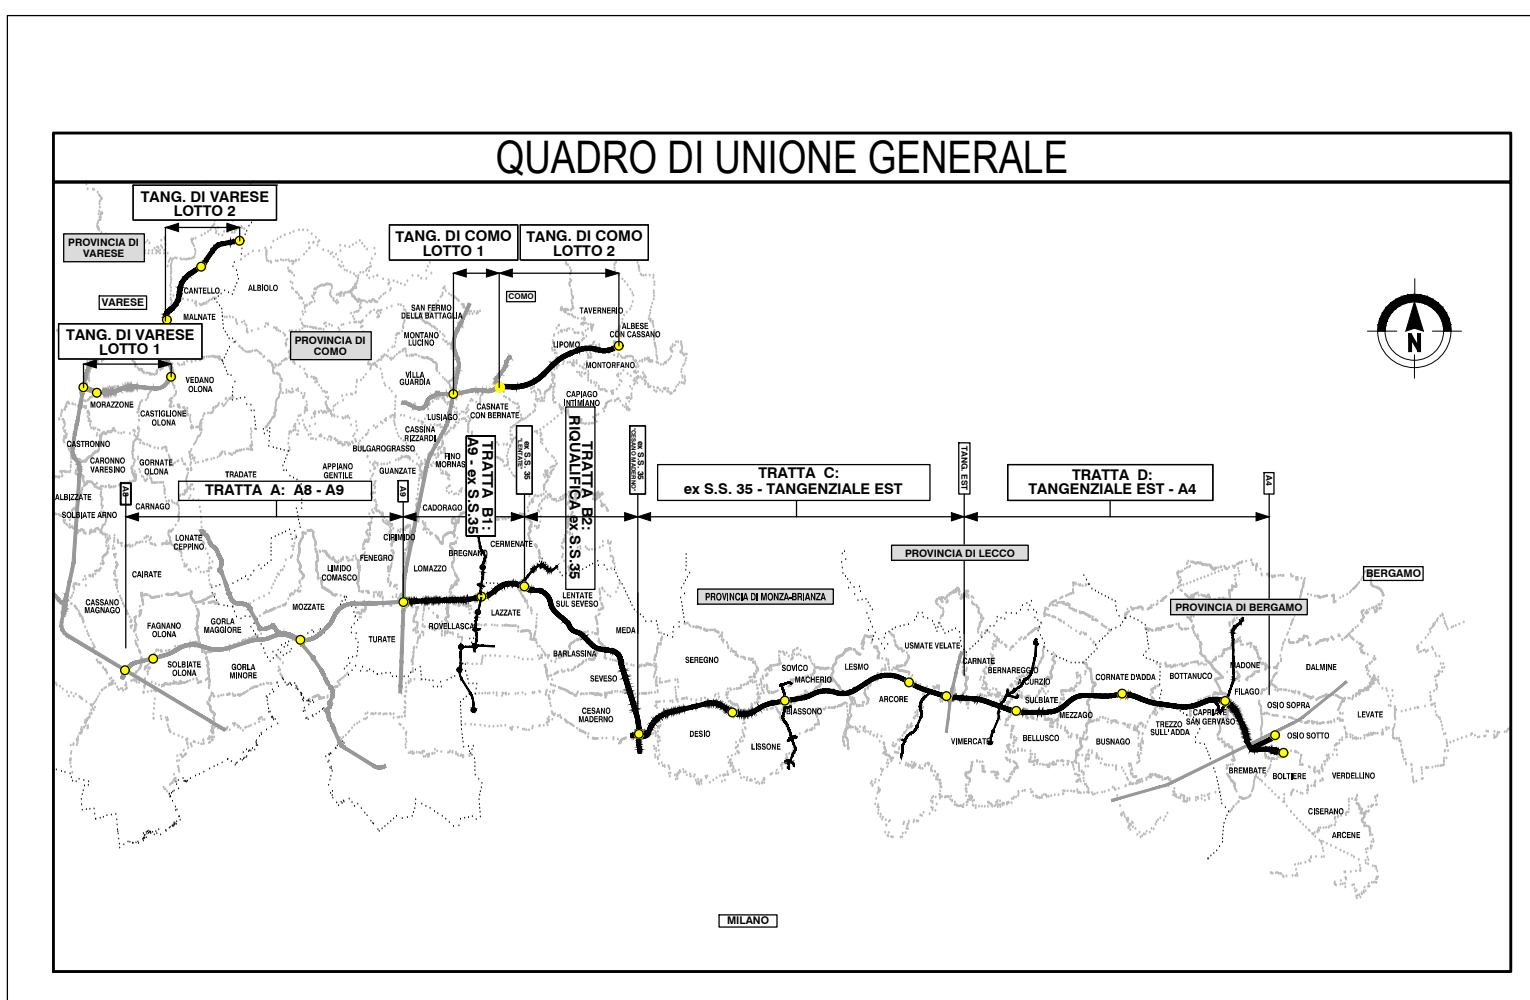 QUADRO DI UNIONE GENERALE
TANG. DI VARESE
LOTTO 2
PROVINCIA DI
VARESE
TANG. DI COMO
LOTTO 1
TANG. DI COMO
LOTTO 2
CANTELLO
ALBIOLO
VARESE
MALNATE
COMO
SAN FERMO
DELLA BATTAGLIA
TAVERNERIO
ALBESE
CON CASSANO
TANG. DI VARESE
LOTTO 1
PROVINCIA DI
COMO
MONTANO
LUCINO
LIPOMO
MONTORFANO
N
VEDANO
OLONA
VILLA
GUARDIA
MORAZZONE
CASTIGLIONE
OLONA
LUSIAGO
CASNATE
CON BERNATE
CAPIAGO
INTIMIANO
CASSINA
RIZZARDI
CASTRONNO
BULGAROGRASSO
CARONNO
VARESINO
GORNATE
OLONA
TRADATE
APPIANO
GENTILE
GUANZATE
FINO
MORNAS
TRATTA B1:
A9 - ex S.S.35
ex S.S. 35
"LENTATE"
TRATTA B2:
RIQUALIFICA ex S.S.35
ex S.S. 35
"CESANO MADERNO"
TRATTA C:
ex S.S. 35 - TANGENZIALE EST
TANG. EST
TRATTA D:
TANGENZIALE EST - A4
A4
ALBIZZATE
A8
TRATTA A: A8 - A9
A9
SOLBIATE ARNO
CARNAGO
CADORAGO
LONATE
CEPPINO
CIRIMIDO
FENEGRO
BREGNANO
CERMENATE
PROVINCIA DI LECCO
CAIRATE
LIMIDO
COMASCO
LOMAZZO
BERGAMO
CASSANO
MAGNAGO
MOZZATE
LAZZATE
LENTATE
SUL SEVESO
PROVINCIA DI MONZA-BRIANZA
PROVINCIA DI BERGAMO
FAGNANO
OLONA
GORLA
MAGGIORE
TURATE
ROVELLASCA
MEDA
BARLASSINA
SEREGNO
SOVICO
MACHERIO
LESMO
USMATE VELATE
CARNATE
BERNAREGGIO
SOLBIATE
OLONA
GORLA
MINORE
SEVESO
CORNATE D'ADDA
BOTTANUCO
MADONE
DALMINE
CESANO
MADERNO
BIASSONO
ARCORE
SULBIATE
MEZZAGO
FILAGO
OSIO SOPRA
DESIO
LISSONE
VIMERCATE
BELLUSCO
BUSNAGO
TREZZO
SULL'ADDA
SAN GERVASO
LEVATE
OSIO SOTTO
BREMBATE
BOLTIERE
VERDELLINO
CISERANO
ARCENE
MILANO